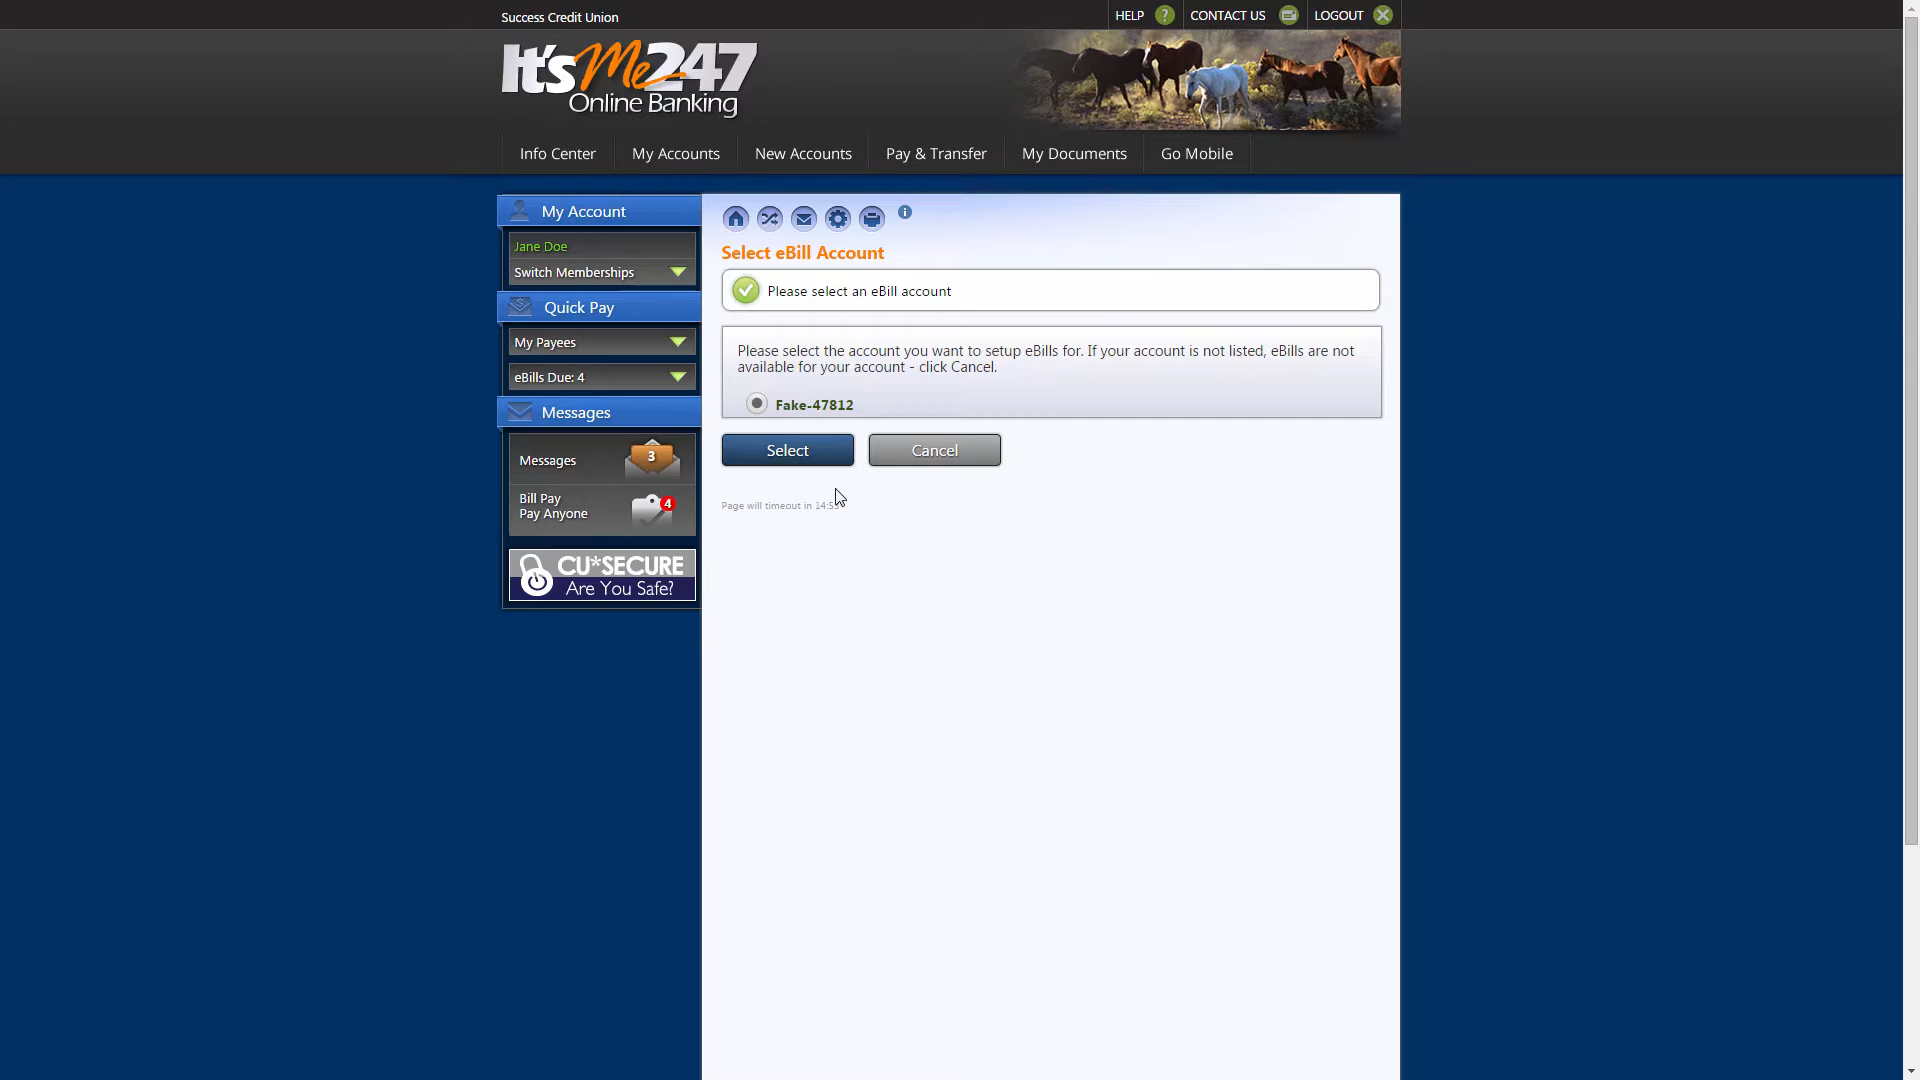 Success Credit Union
HELP
CONTACT US
LOGOUT
It's Me 247
Online Banking
Info Center
My Accounts
New Accounts
Pay & Transfer
My Documents
Go Mobile
My Account
Jane Doe
Switch Memberships
Quick Pay
My Payees
eBills Due: 4
Messages
Messages
3
Bill Pay
Pay Anyone
4
CU*SECURE
Are You Safe?
Select eBill Account
Please select an eBill account
Please select the account you want to setup eBills for. If your account is not listed, eBills are not
available for your account - click Cancel.
Fake-47812
Select
Cancel
Page will timeout in